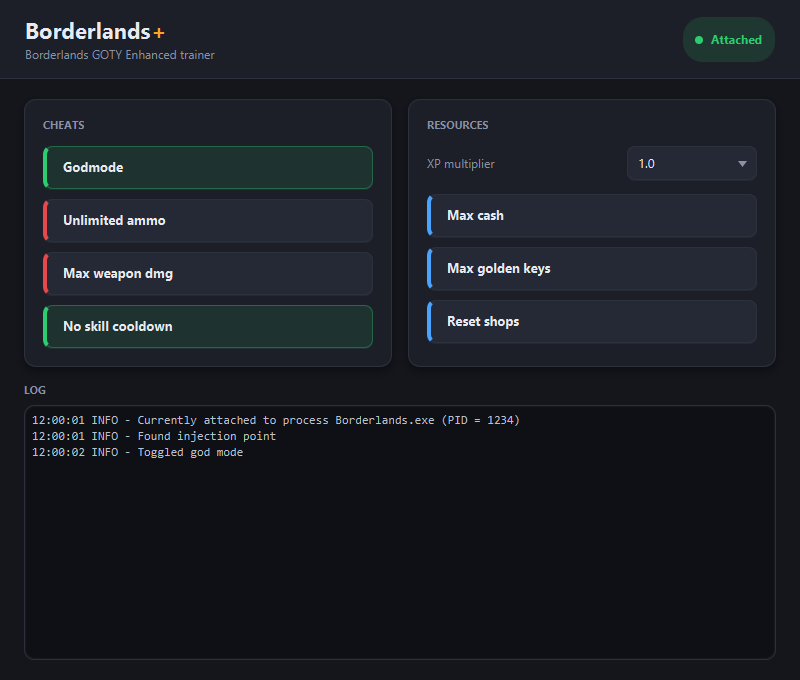 Borderlands+
Borderlands GOTY Enhanced trainer
Attached
CHEATS
Godmode
Unlimited ammo
Max weapon dmg
No skill cooldown
RESOURCES
XP multiplier
1.0
Max cash
Max golden keys
Reset shops
LOG
12:00:01 INFO - Currently attached to process Borderlands.exe (PID = 1234)
12:00:01 INFO - Found injection point
12:00:02 INFO - Toggled god mode